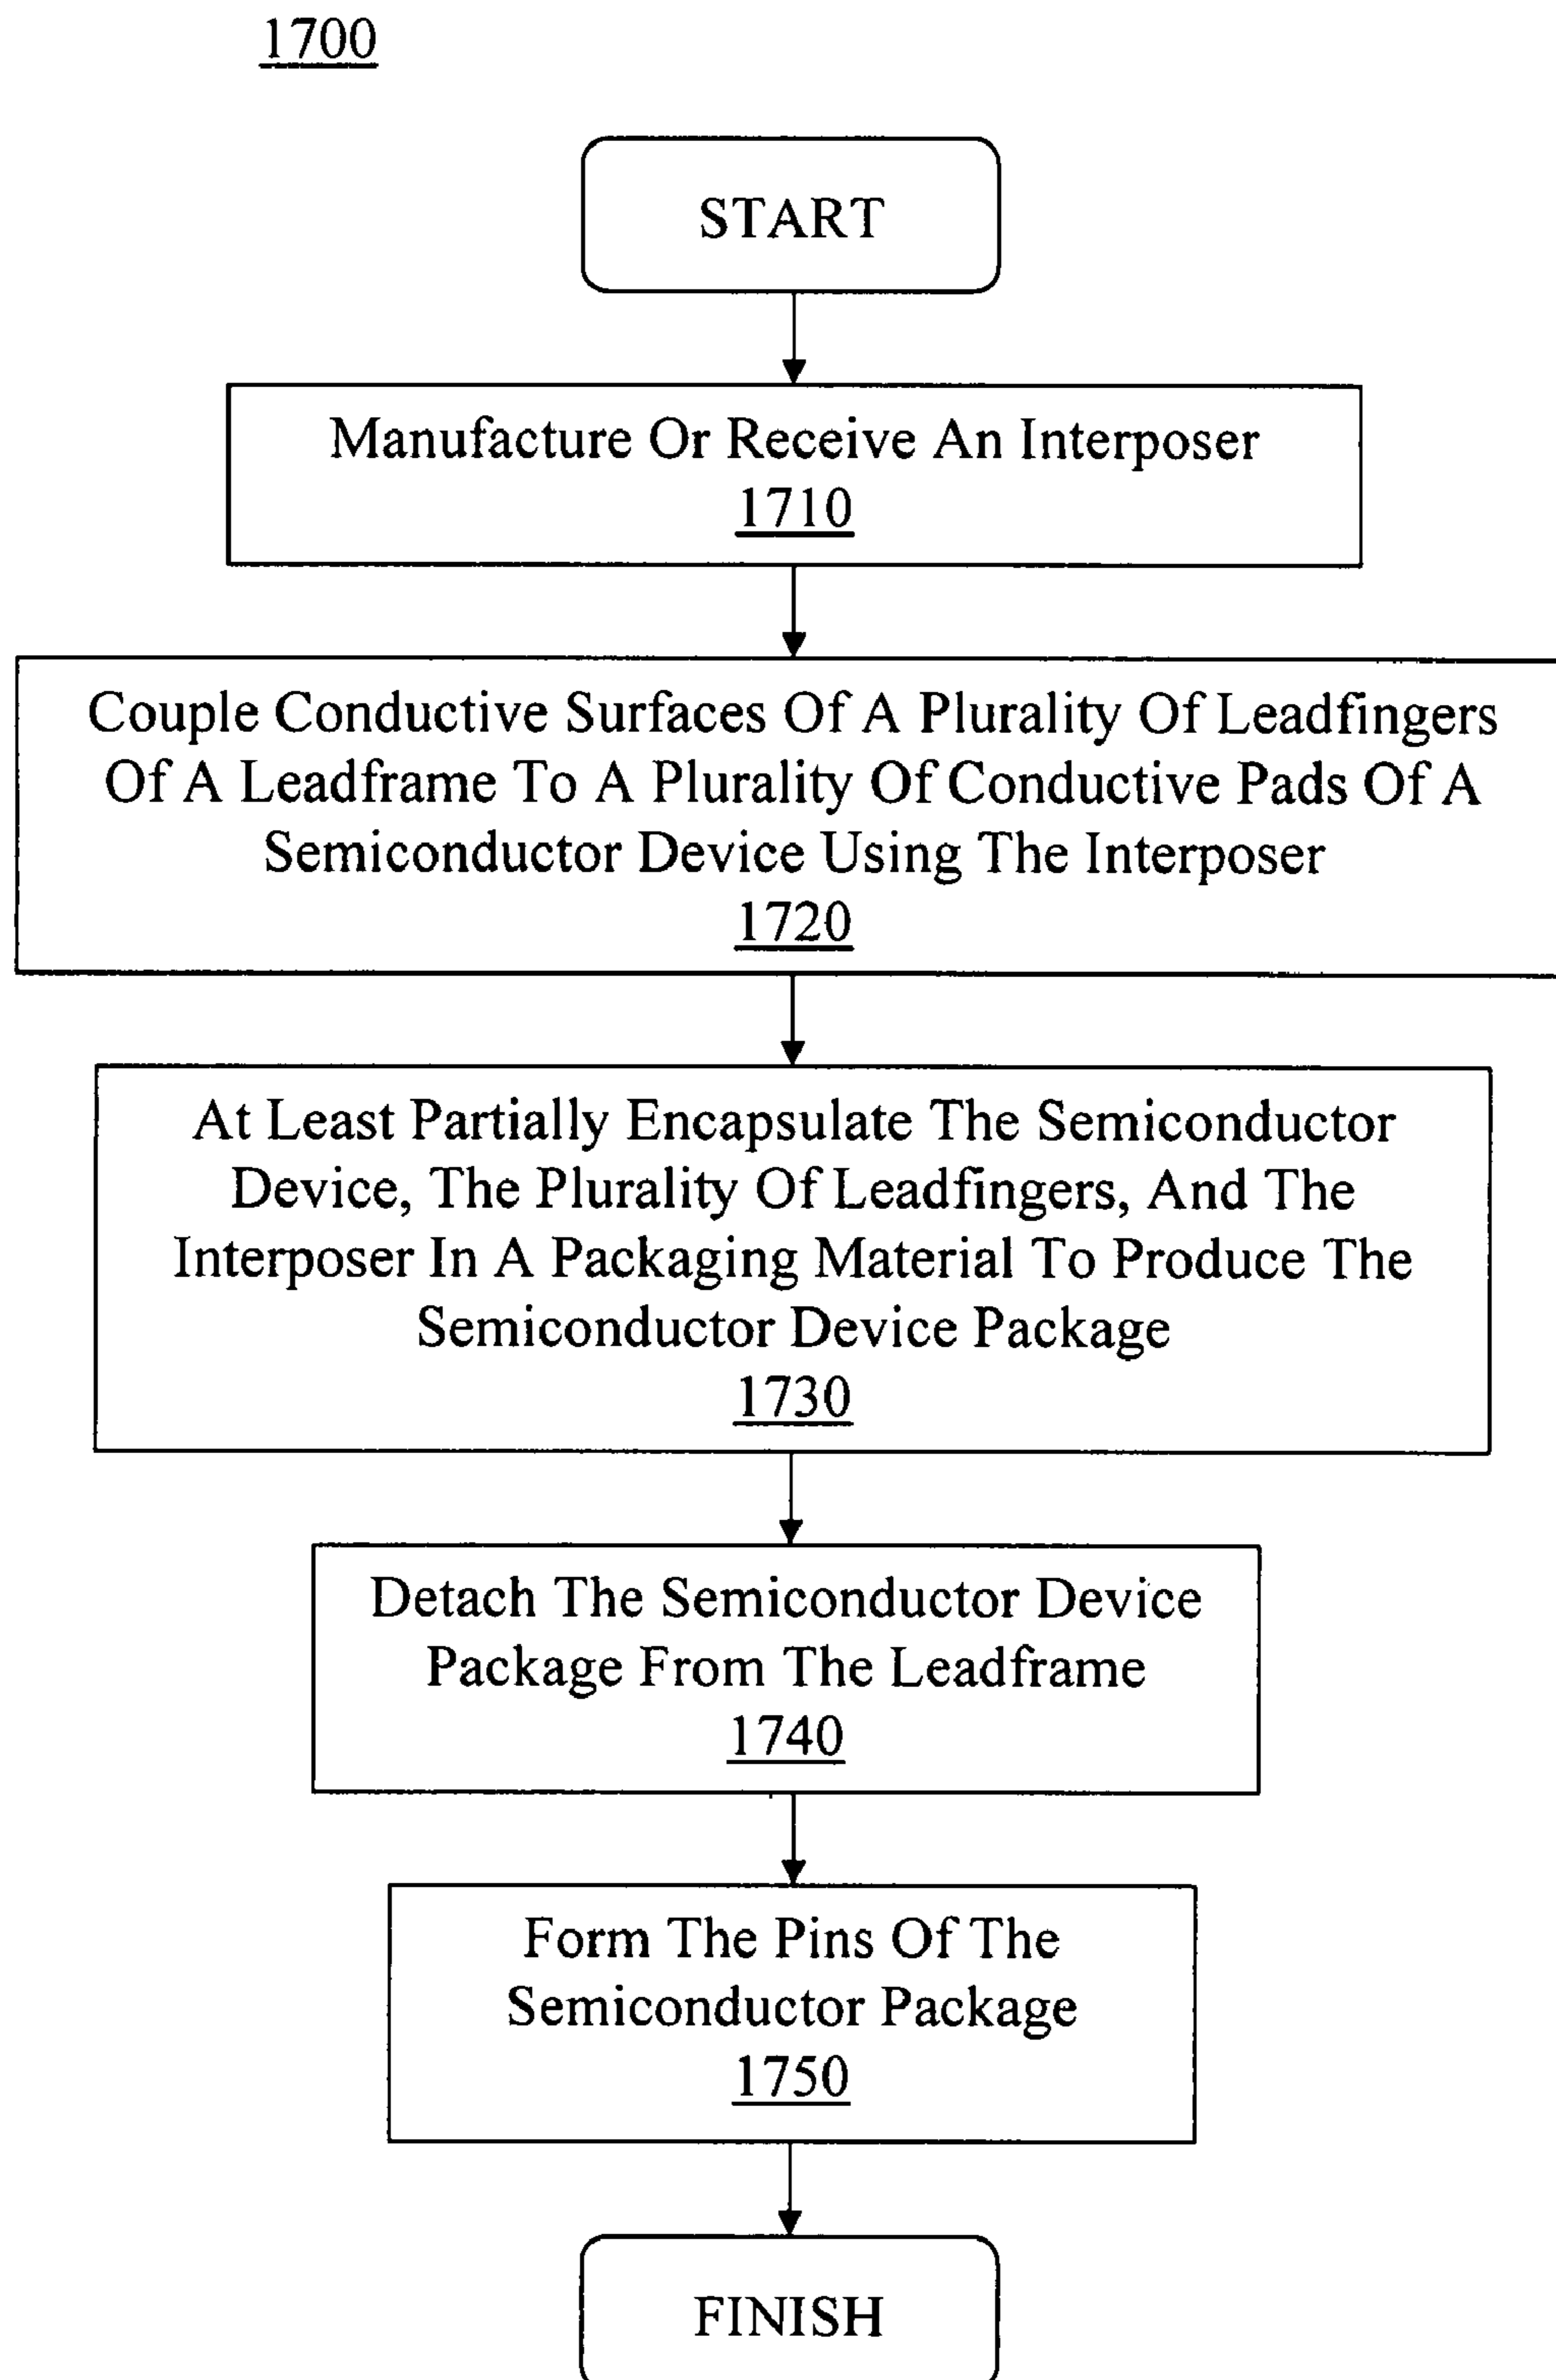 1700
START
Manufacture Or Receive An Interposer
1710
Couple Conductive Surfaces Of A Plurality Of Leadfingers
Of A Leadframe To A Plurality Of Conductive Pads Of A
Semiconductor Device Using The Interposer
1720
At Least Partially Encapsulate The Semiconductor
Device, The Plurality Of Leadfingers, And The
Interposer In A Packaging Material To Produce The
Semiconductor Device Package
1730
Detach The Semiconductor Device
Package From The Leadframe
1740
Form The Pins Of The
Semiconductor Package
1750
FINISH